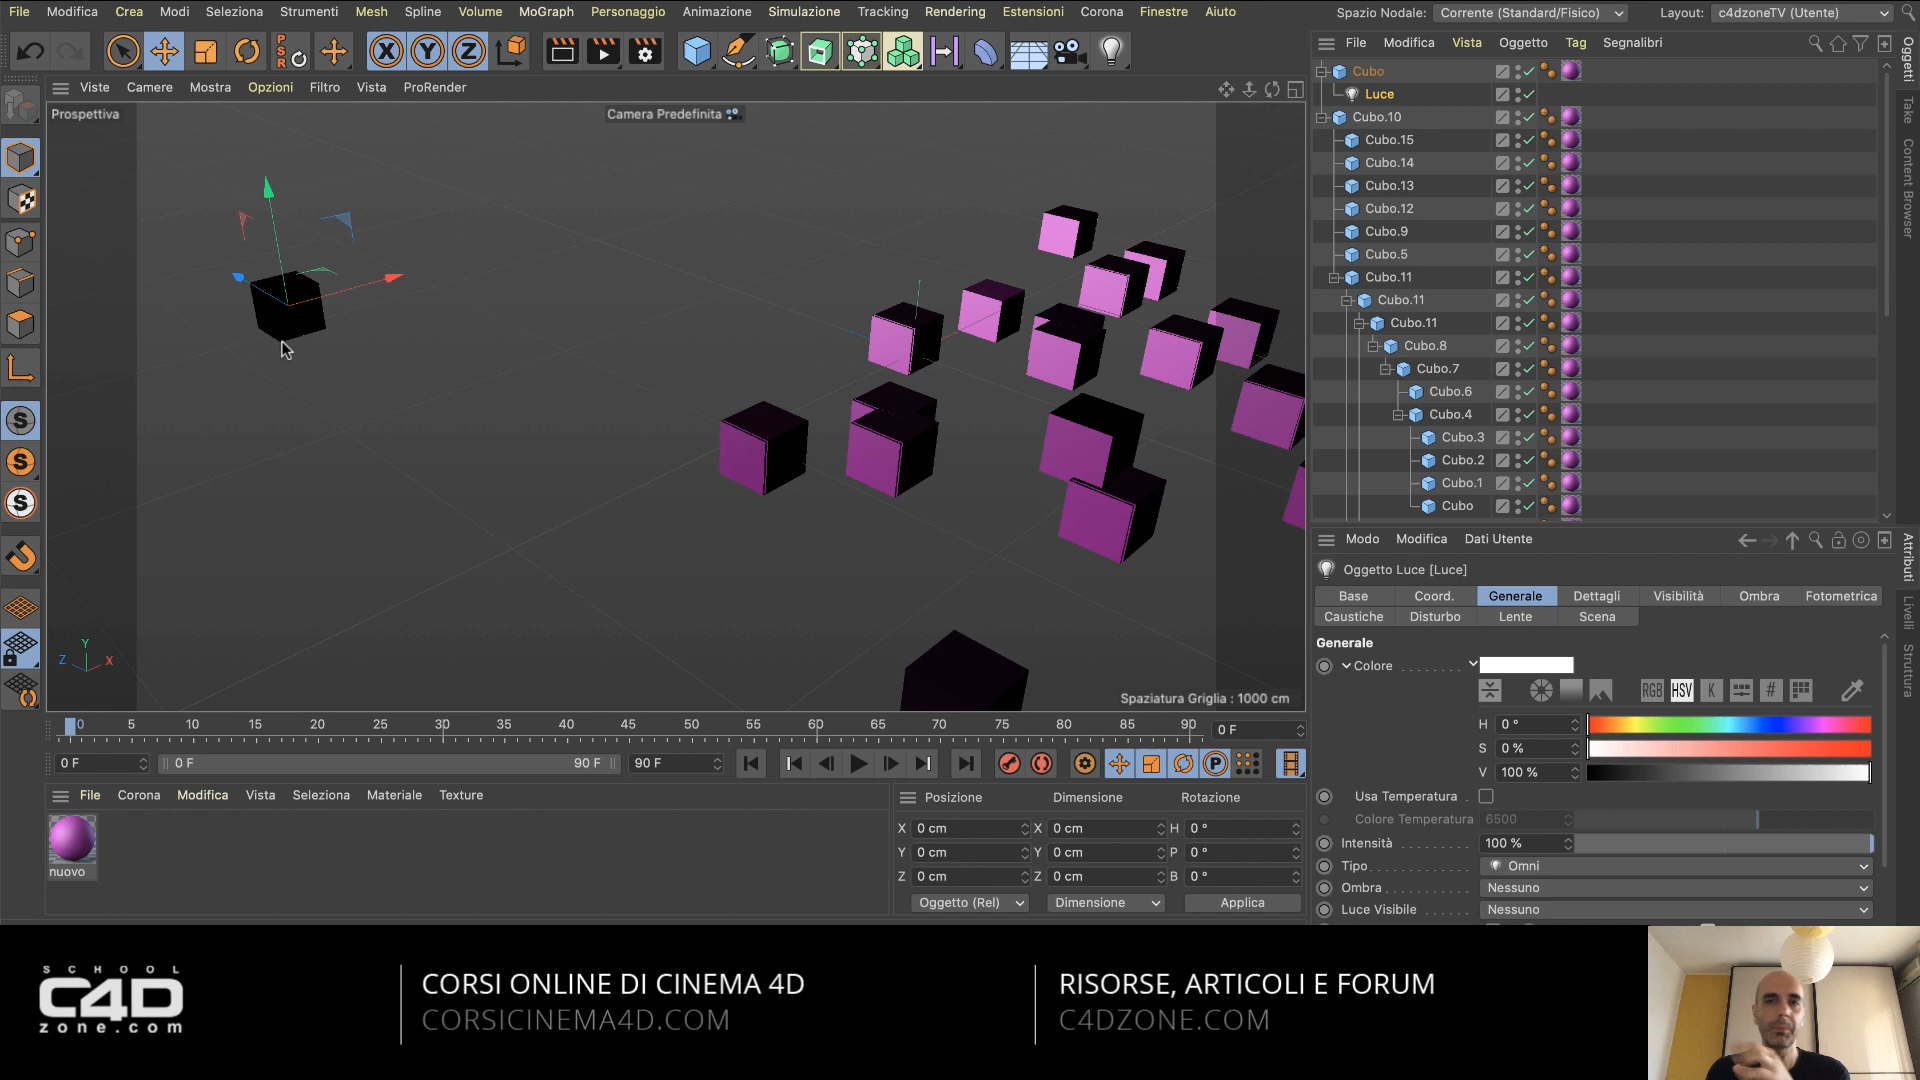 File Modifica Crea Modi Seleziona Strumenti Mesh Spline Volume MoGraph Personaggio Animazione Simulazione Tracking Rendering Estensioni Corona Finestre Aiuto Spazio Nodale: Corrente (Standard/Fisico) Layout: c4dzoneTV (Utente)
PSR X Y Z
File Modifica Vista Oggetto Tag Segnalibri
Viste Camere Mostra Opzioni Filtro Vista ProRender
Prospettiva Camera Predefinita
Cubo
Luce
Cubo.10
Cubo.15
Cubo.14
Cubo.13
Cubo.12
Cubo.9
Cubo.5
Cubo.11
Cubo.11
Cubo.11
Cubo.8
Cubo.7
Cubo.6
Cubo.4
Cubo.3
Cubo.2
Cubo.1
Cubo
Oggetti Take Content Browser
S
S
S
Y
Z X
Spaziatura Griglia : 1000 cm
Modo Modifica Dati Utente
Oggetto Luce [Luce]
Base Coord. Generale Dettagli Visibilità Ombra Fotometrica
Caustiche Disturbo Lente Scena
Generale
Colore
RGB HSV K #
H 0 °
S 0 %
V 100 %
Usa Temperatura
Colore Temperatura 6500
Intensità 100 %
Tipo Omni
Ombra Nessuno
Luce Visibile Nessuno
Attributi Livelli Struttura
0 5 10 15 20 25 30 35 40 45 50 55 60 65 70 75 80 85 90 0 F
0 F 0 F 90 F 90 F P
File Corona Modifica Vista Seleziona Materiale Texture
nuovo
Posizione Dimensione Rotazione
X 0 cm X 0 cm H 0 °
Y 0 cm Y 0 cm P 0 °
Z 0 cm Z 0 cm B 0 °
Oggetto (Rel) Dimensione Applica
SCHOOL
C4D
zone.com
CORSI ONLINE DI CINEMA 4D
CORSICINEMA4D.COM
RISORSE, ARTICOLI E FORUM
C4DZONE.COM